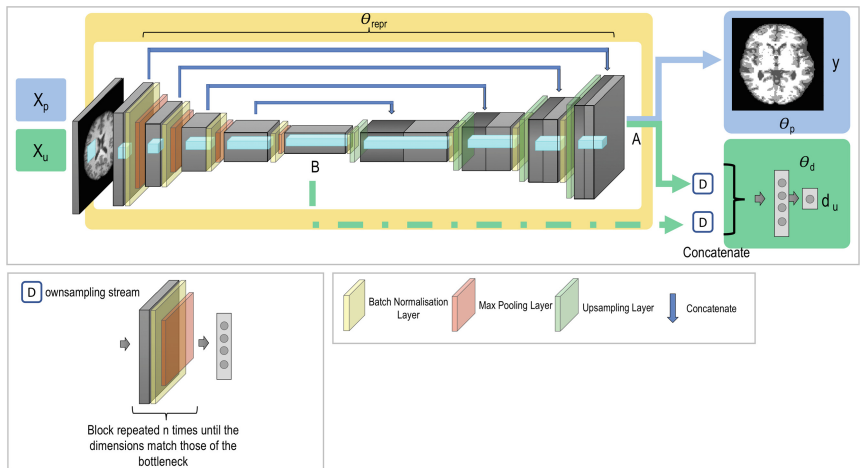 θrepr
Xp
Xu
B
A
y
θp
θd
D
D
du
Concatenate
D ownsampling stream
Block repeated n times until the
dimensions match those of the
bottleneck
Batch Normalisation
Layer
Max Pooling Layer
Upsampling Layer
Concatenate